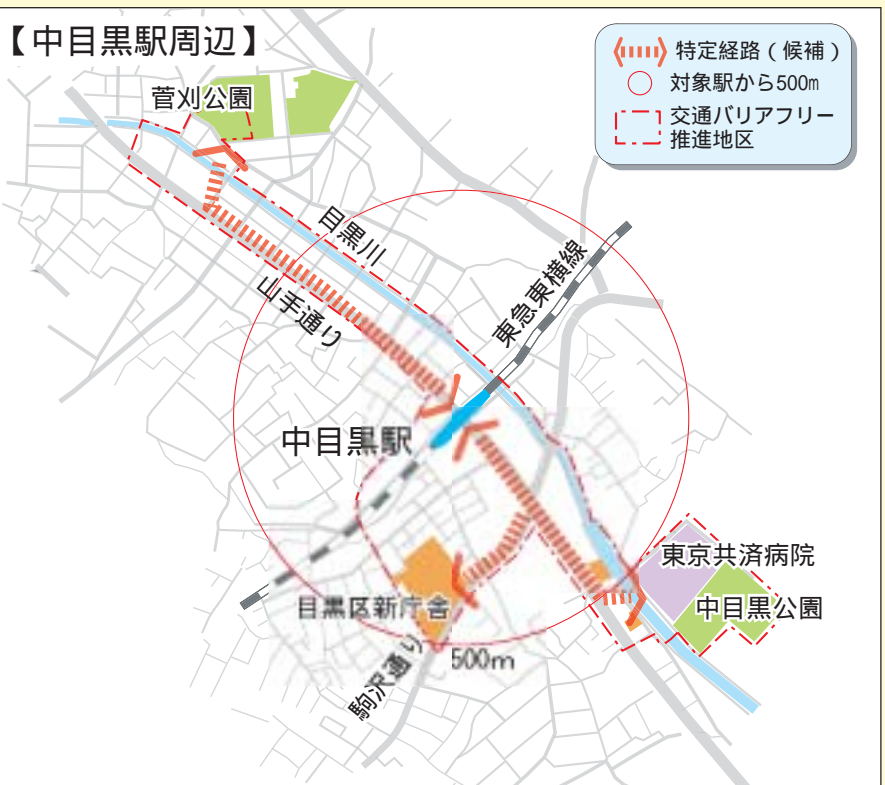 【中目黒駅周辺】
特定経路(候補)
対象駅から500m
交通バリアフリー
推進地区
菅刈公園
目黒川
山手通り
東急東横線
中目黒駅
東京共済病院
中目黒公園
目黒区新庁舎
500m
駒沢通り